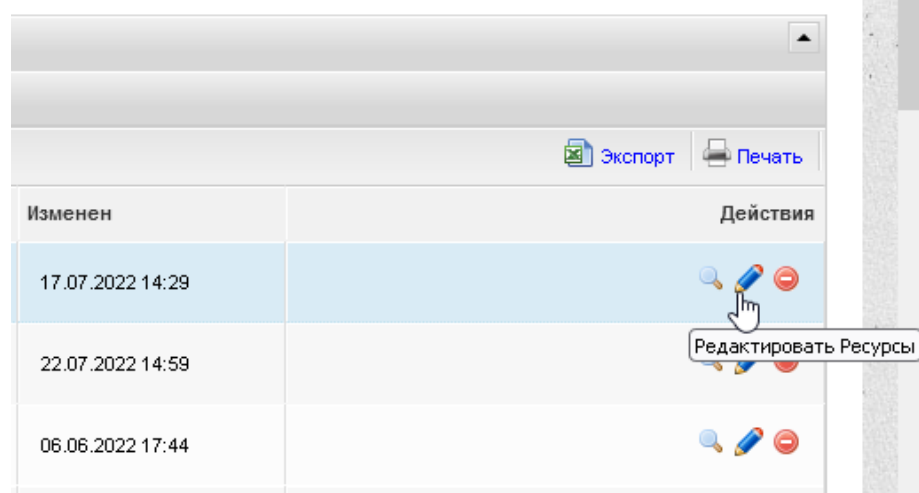 Экспорт Печать
Изменен Действия
17.07.2022 14:29
Редактировать Ресурсы
22.07.2022 14:59
06.06.2022 17:44